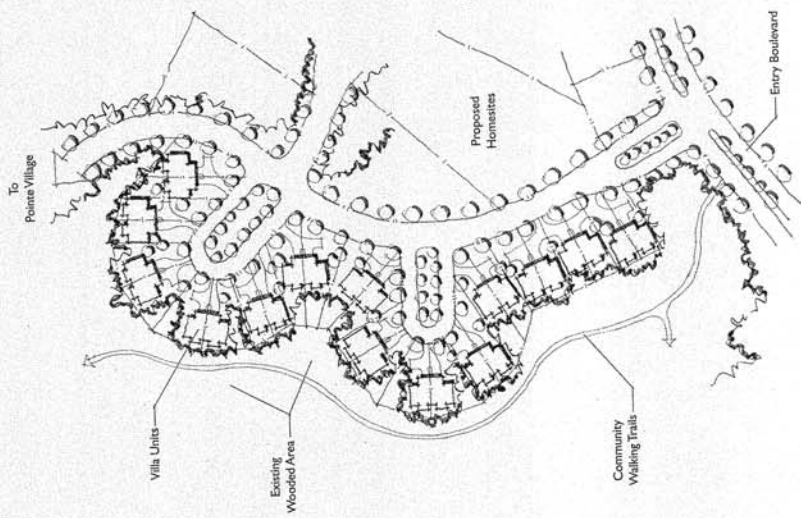 To
Pointe Village
Proposed
Homesites
Entry Boulevard
Villa Units
Existing
Wooded Area
Community
Walking Trails